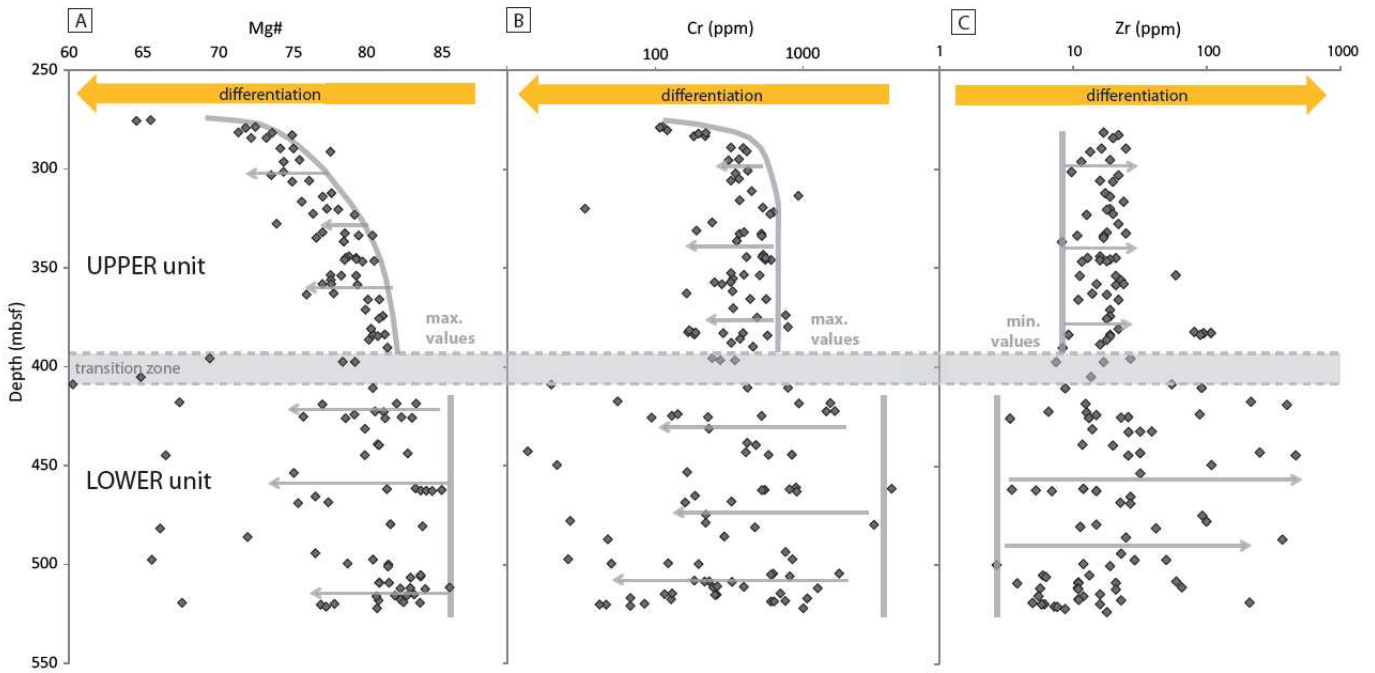 A
Mg#
60 65 70 75 80 85
B
Cr (ppm)
100 1000
C
Zr (ppm)
1 10 100 1000
250
differentiation
differentiation
differentiation
300
350
UPPER unit
max.
values
max.
values
min.
values
400
transition zone
Depth (mbsf)
450
LOWER unit
500
550